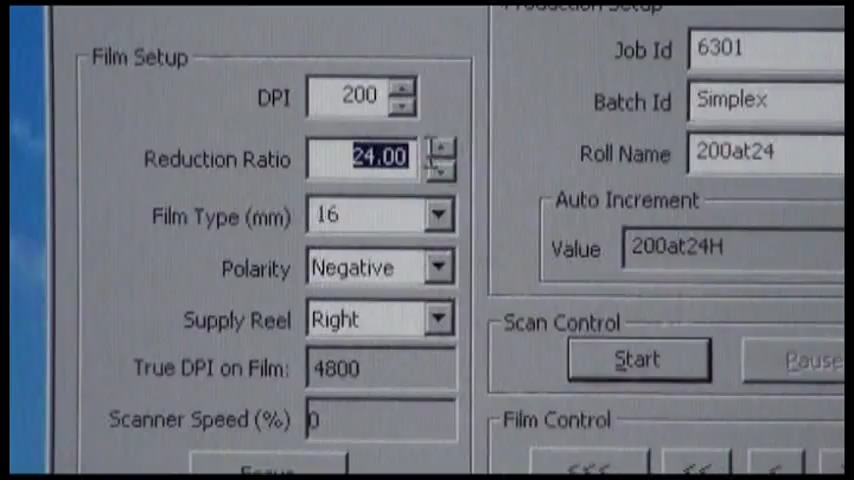 Production Setup
Film Setup
DPI 200
Reduction Ratio 24.00
Film Type (mm) 16
Polarity Negative
Supply Reel Right
True DPI on Film: 4800
Scanner Speed (%) 0
Focus
Job Id 6301
Batch Id Simplex
Roll Name 200at24
Auto Increment
Value 200at24H
Scan Control
Start Pause
Film Control
<<< << <